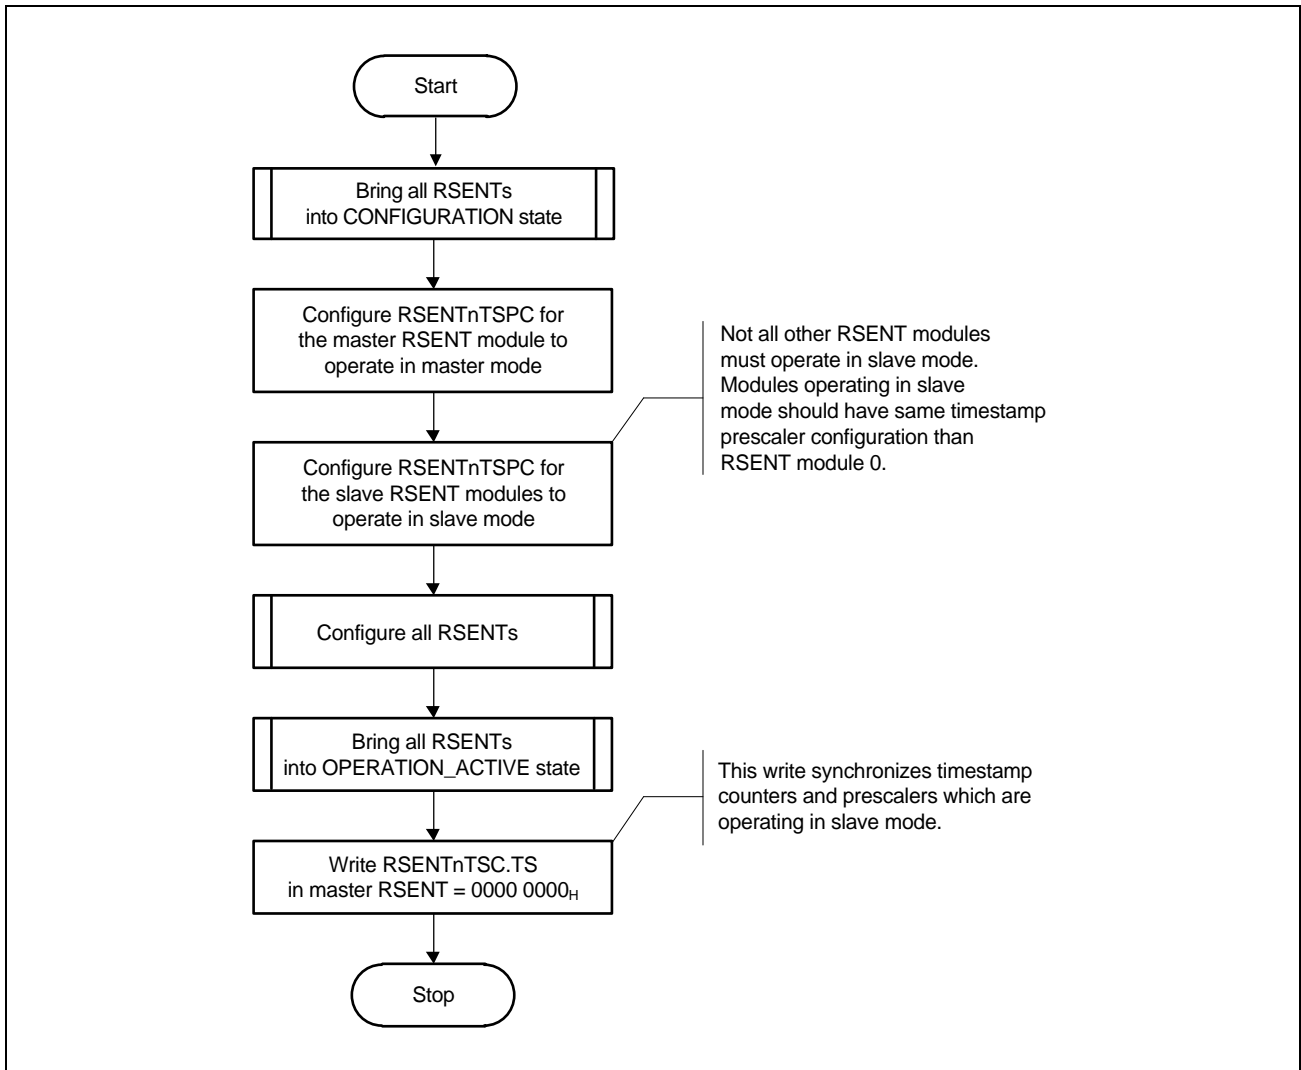 Start
Bring all RSENTs
into CONFIGURATION state
Configure RSENTnTSPC for
the master RSENT module to
operate in master mode
Not all other RSENT modules
must operate in slave mode.
Modules operating in slave
mode should have same timestamp
prescaler configuration than
RSENT module 0.
Configure RSENTnTSPC for
the slave RSENT modules to
operate in slave mode
Configure all RSENTs
Bring all RSENTs
into OPERATION_ACTIVE state
This write synchronizes timestamp
counters and prescalers which are
operating in slave mode.
Write RSENTnTSC.TS
in master RSENT = 0000 0000H
Stop